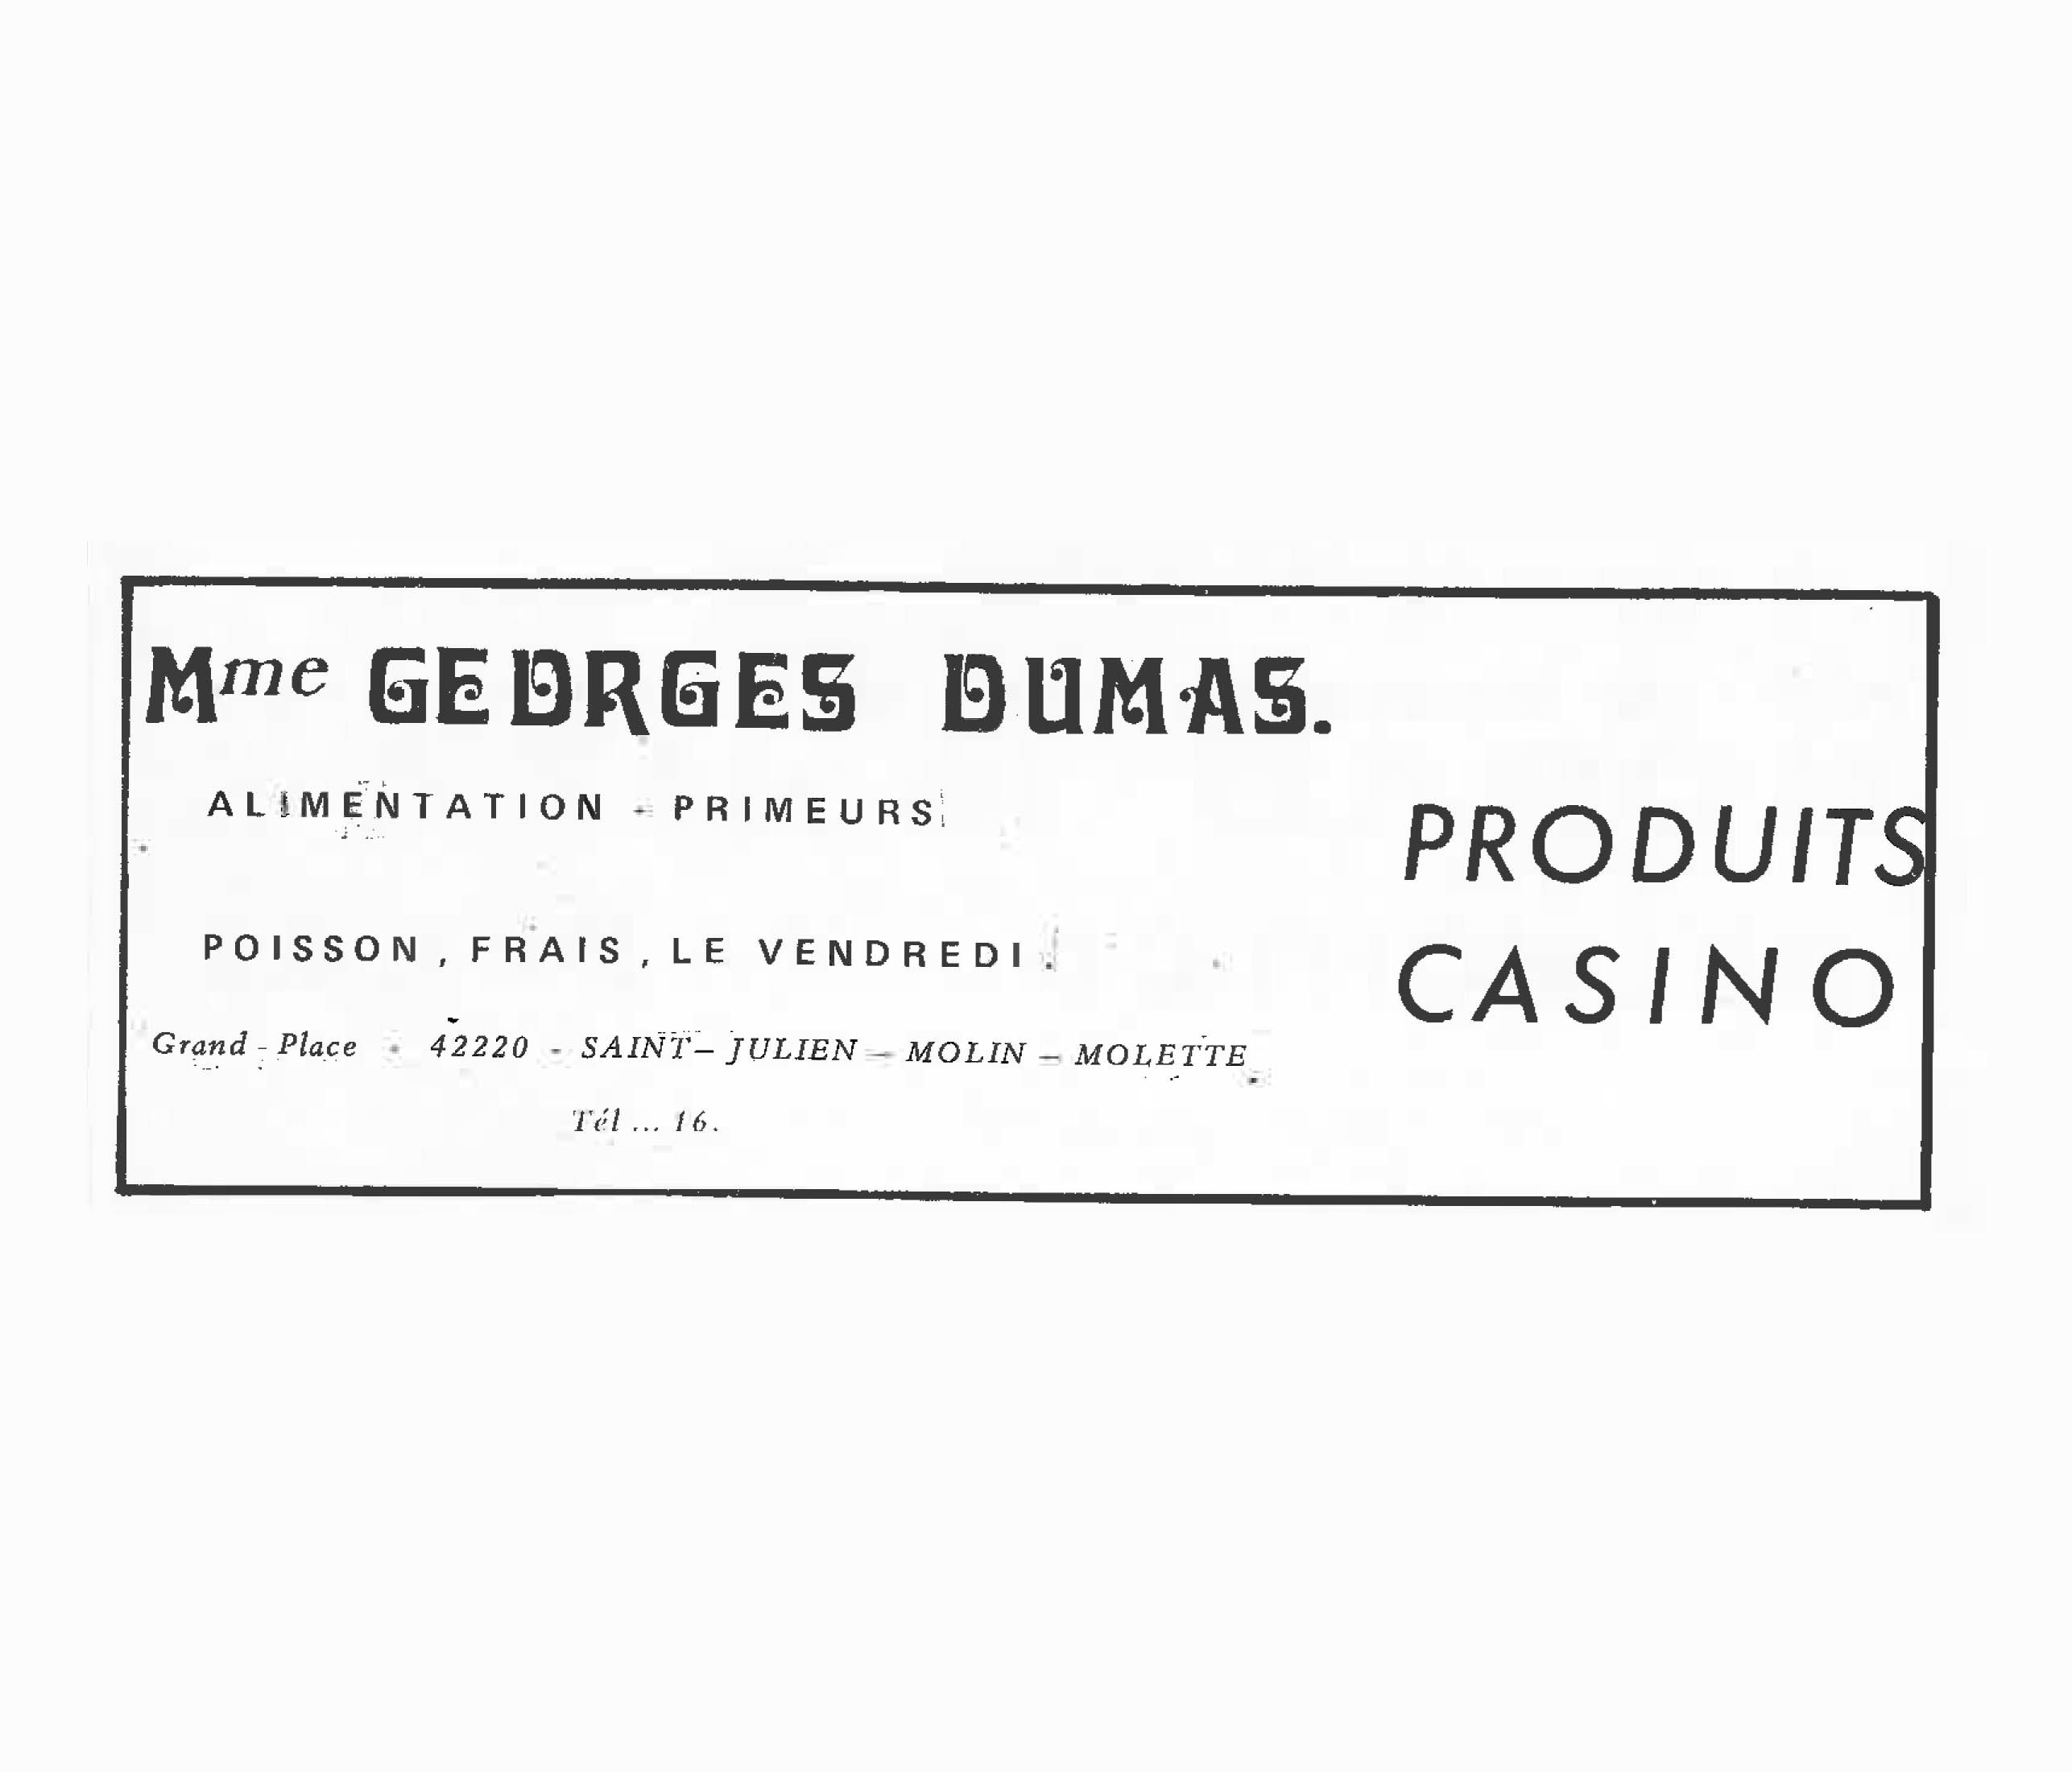 Mme GEORGES DUMAS.
ALIMENTATION - PRIMEURS
POISSON, FRAIS, LE VENDREDI.
Grand-Place - 42220 - SAINT-JULIEN-MOLIN-MOLETTE
Tél ... 16.
PRODUITS
CASINO